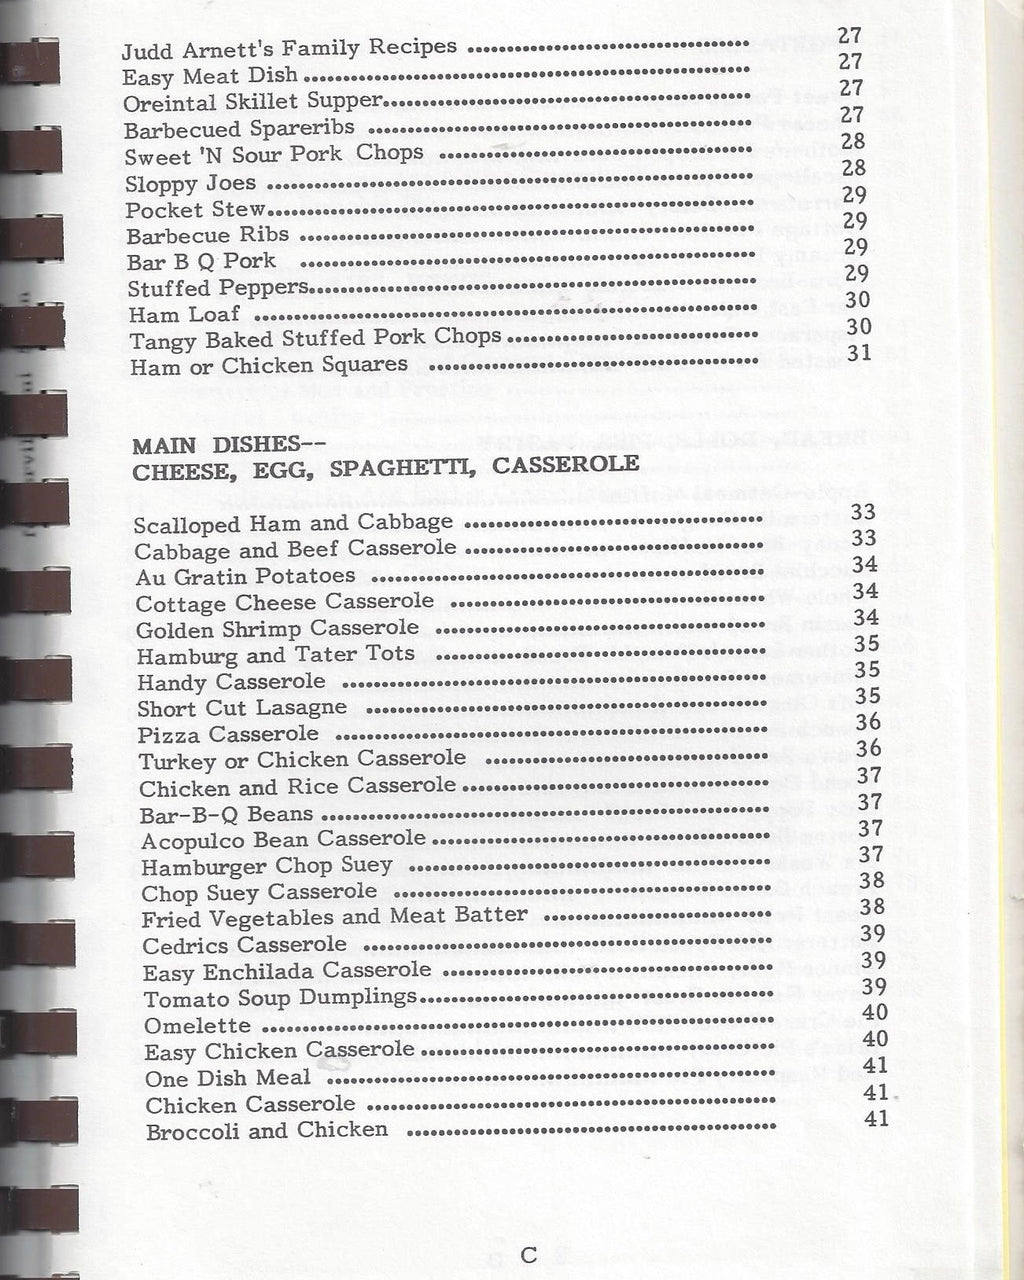 Judd Arnett's Family Recipes ........................................ 27
Easy Meat Dish ........................................ 27
Oreintal Skillet Supper........................................ 27
Barbecued Spareribs ........................................ 27
Sweet 'N Sour Pork Chops ........................................ 28
Sloppy Joes ........................................ 28
Pocket Stew........................................ 29
Barbecue Ribs ........................................ 29
Bar B Q Pork ........................................ 29
Stuffed Peppers........................................ 29
Ham Loaf ........................................ 30
Tangy Baked Stuffed Pork Chops ........................................ 30
Ham or Chicken Squares ........................................ 31
MAIN DISHES--
CHEESE, EGG, SPAGHETTI, CASSEROLE
Scalloped Ham and Cabbage ........................................ 33
Cabbage and Beef Casserole ........................................ 33
Au Gratin Potatoes ........................................ 34
Cottage Cheese Casserole ........................................ 34
Golden Shrimp Casserole ........................................ 34
Hamburg and Tater Tots ........................................ 35
Handy Casserole ........................................ 35
Short Cut Lasagne ........................................ 35
Pizza Casserole ........................................ 36
Turkey or Chicken Casserole ........................................ 36
Chicken and Rice Casserole ........................................ 37
Bar-B-Q Beans ........................................ 37
Acopulco Bean Casserole ........................................ 37
Hamburger Chop Suey ........................................ 37
Chop Suey Casserole ........................................ 38
Fried Vegetables and Meat Batter ........................................ 38
Cedrics Casserole ........................................ 39
Easy Enchilada Casserole ........................................ 39
Tomato Soup Dumplings........................................ 39
Omelette ........................................ 40
Easy Chicken Casserole ........................................ 40
One Dish Meal ........................................ 41
Chicken Casserole ........................................ 41
Broccoli and Chicken ........................................ 41
C